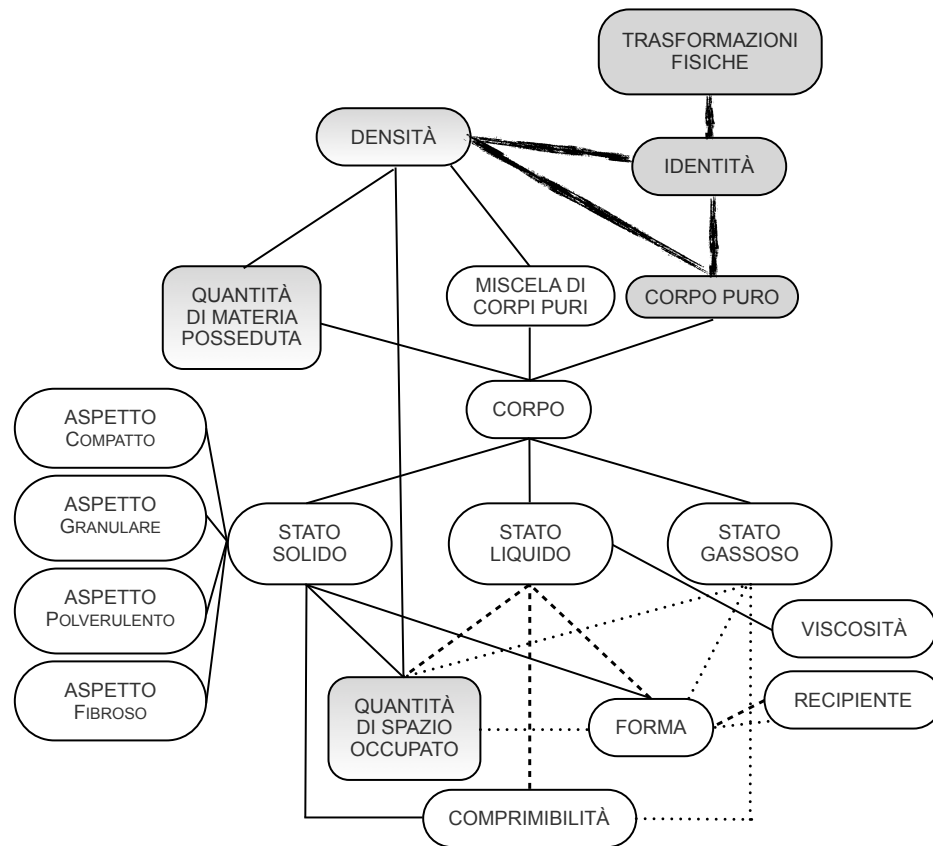 TRASFORMAZIONI
FISICHE
DENSITÀ
IDENTITÀ
QUANTITÀ
DI MATERIA
POSSEDUTA
MISCELA DI
CORPI PURI
CORPO PURO
CORPO
ASPETTO
COMPATTO
ASPETTO
GRANULARE
ASPETTO
POLVERULENTO
ASPETTO
FIBROSO
STATO
SOLIDO
STATO
LIQUIDO
STATO
GASSOSO
VISCOSITÀ
RECIPIENTE
QUANTITÀ
DI SPAZIO
OCCUPATO
FORMA
COMPRIMIBILITÀ